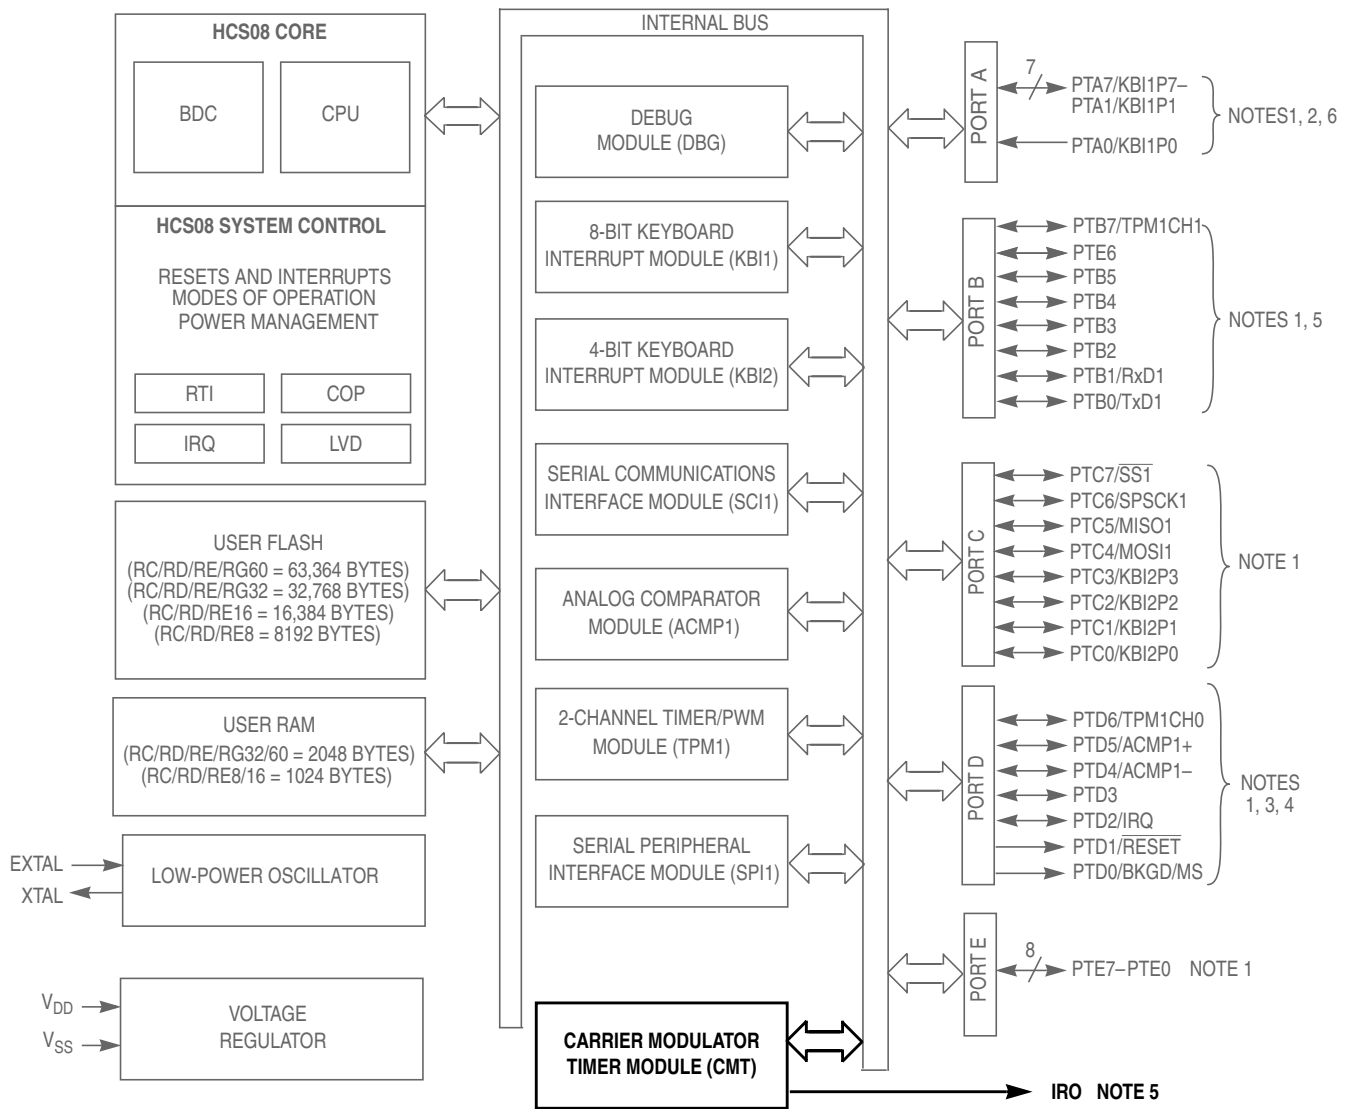 HCS08 CORE
BDC
CPU
HCS08 SYSTEM CONTROL
RESETS AND INTERRUPTS
MODES OF OPERATION
POWER MANAGEMENT
RTI
COP
IRQ
LVD
USER FLASH
(RC/RD/RE/RG60 = 63,364 BYTES)
(RC/RD/RE/RG32 = 32,768 BYTES)
(RC/RD/RE16 = 16,384 BYTES)
(RC/RD/RE8 = 8192 BYTES)
USER RAM
(RC/RD/RE/RG32/60 = 2048 BYTES)
(RC/RD/RE8/16 = 1024 BYTES)
EXTAL
XTAL
LOW-POWER OSCILLATOR
VDD
VSS
VOLTAGE
REGULATOR
INTERNAL BUS
DEBUG
MODULE (DBG)
8-BIT KEYBOARD
INTERRUPT MODULE (KBI1)
4-BIT KEYBOARD
INTERRUPT MODULE (KBI2)
SERIAL COMMUNICATIONS
INTERFACE MODULE (SCI1)
ANALOG COMPARATOR
MODULE (ACMP1)
2-CHANNEL TIMER/PWM
MODULE (TPM1)
SERIAL PERIPHERAL
INTERFACE MODULE (SPI1)
CARRIER MODULATOR
TIMER MODULE (CMT)
PORT A
7
PTA7/KBI1P7–
PTA1/KBI1P1
PTA0/KBI1P0
NOTES1, 2, 6
PORT B
PTB7/TPM1CH1
PTE6
PTB5
PTB4
PTB3
PTB2
PTB1/RxD1
PTB0/TxD1
NOTES 1, 5
PORT C
PTC7/SS1
PTC6/SPSCK1
PTC5/MISO1
PTC4/MOSI1
PTC3/KBI2P3
PTC2/KBI2P2
PTC1/KBI2P1
PTC0/KBI2P0
NOTE 1
PORT D
PTD6/TPM1CH0
PTD5/ACMP1+
PTD4/ACMP1–
PTD3
PTD2/IRQ
PTD1/RESET
PTD0/BKGD/MS
NOTES
1, 3, 4
PORT E
8
PTE7–PTE0 NOTE 1
IRO NOTE 5